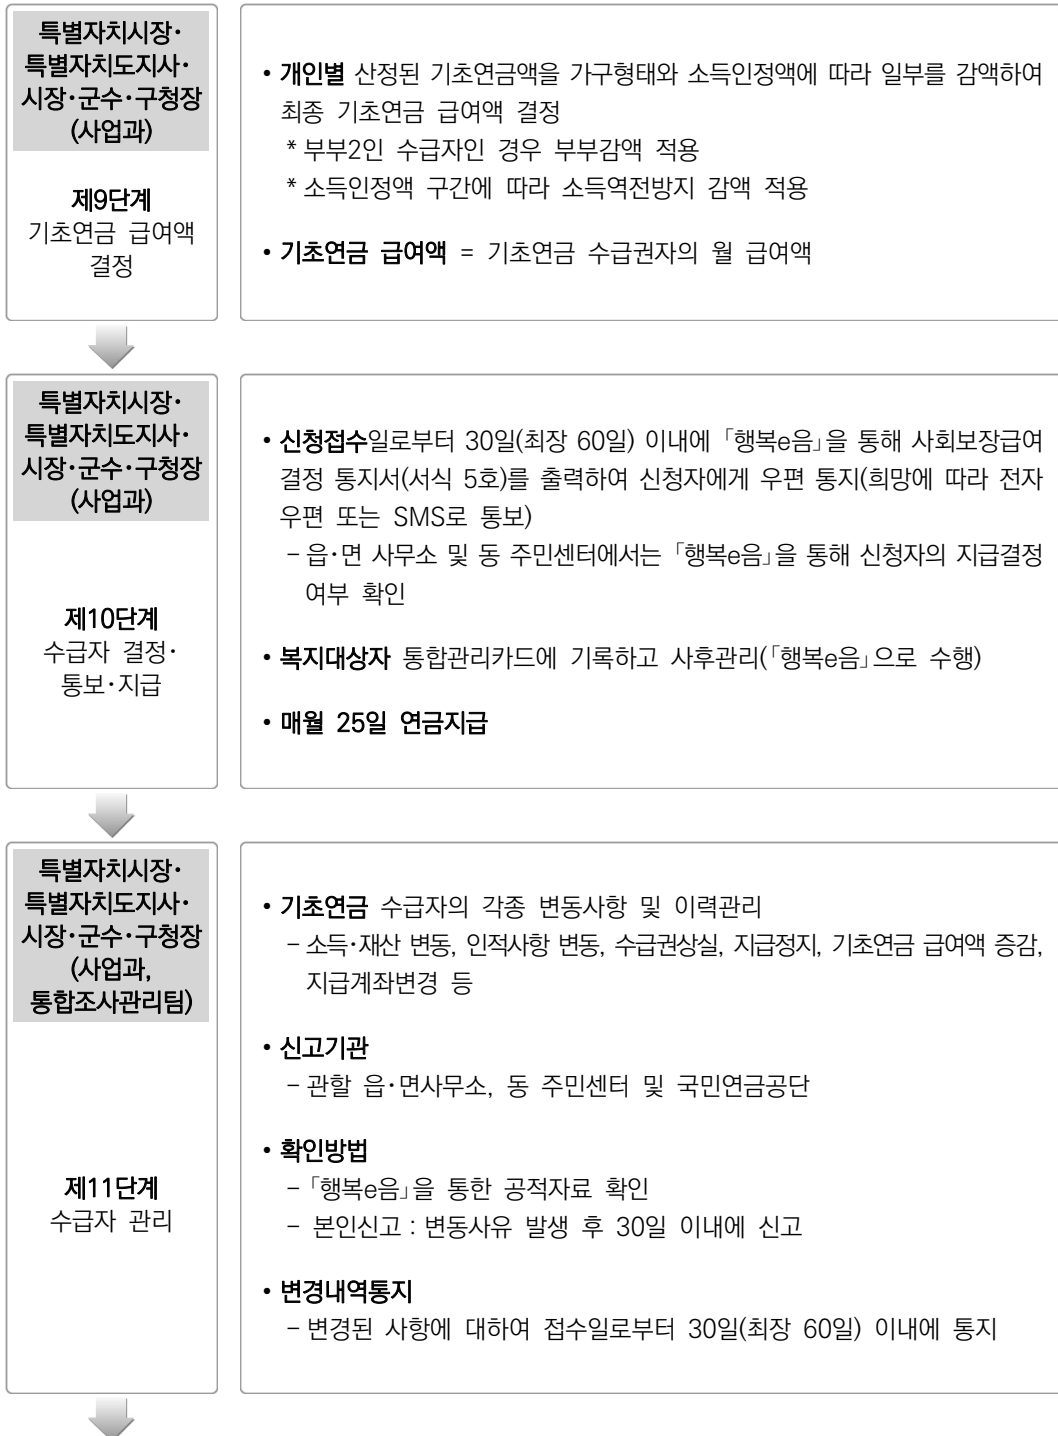 특별자치시장·
특별자치도지사·
시장·군수·구청장
(사업과)
제9단계
기초연금 급여액
결정
• 개인별 산정된 기초연금액을 가구형태와 소득인정액에 따라 일부를 감액하여
최종 기초연금 급여액 결정
* 부부2인 수급자인 경우 부부감액 적용
* 소득인정액 구간에 따라 소득역전방지 감액 적용
• 기초연금 급여액 = 기초연금 수급권자의 월 급여액
특별자치시장·
특별자치도지사·
시장·군수·구청장
(사업과)
제10단계
수급자 결정·
통보·지급
• 신청접수일로부터 30일(최장 60일) 이내에 「행복e음」을 통해 사회보장급여
결정 통지서(서식 5호)를 출력하여 신청자에게 우편 통지(희망에 따라 전자
우편 또는 SMS로 통보)
- 읍·면 사무소 및 동 주민센터에서는 「행복e음」을 통해 신청자의 지급결정
여부 확인
• 복지대상자 통합관리카드에 기록하고 사후관리(「행복e음」으로 수행)
• 매월 25일 연금지급
특별자치시장·
특별자치도지사·
시장·군수·구청장
(사업과,
통합조사관리팀)
제11단계
수급자 관리
• 기초연금 수급자의 각종 변동사항 및 이력관리
- 소득·재산 변동, 인적사항 변동, 수급권상실, 지급정지, 기초연금 급여액 증감,
지급계좌변경 등
• 신고기관
- 관할 읍·면사무소, 동 주민센터 및 국민연금공단
• 확인방법
- 「행복e음」을 통한 공적자료 확인
- 본인신고 : 변동사유 발생 후 30일 이내에 신고
• 변경내역통지
- 변경된 사항에 대하여 접수일로부터 30일(최장 60일) 이내에 통지